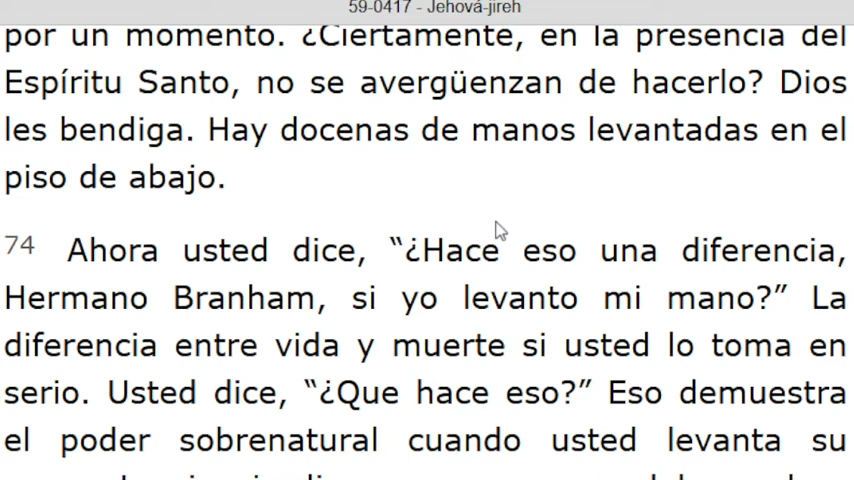 59-0417 - Jehová-jireh
por un momento. ¿Ciertamente, en la presencia del
Espíritu Santo, no se avergüenzan de hacerlo? Dios
les bendiga. Hay docenas de manos levantadas en el
piso de abajo.
74 Ahora usted dice, “¿Hace eso una diferencia,
Hermano Branham, si yo levanto mi mano?” La
diferencia entre vida y muerte si usted lo toma en
serio. Usted dice, “¿Que hace eso?” Eso demuestra
el poder sobrenatural cuando usted levanta su